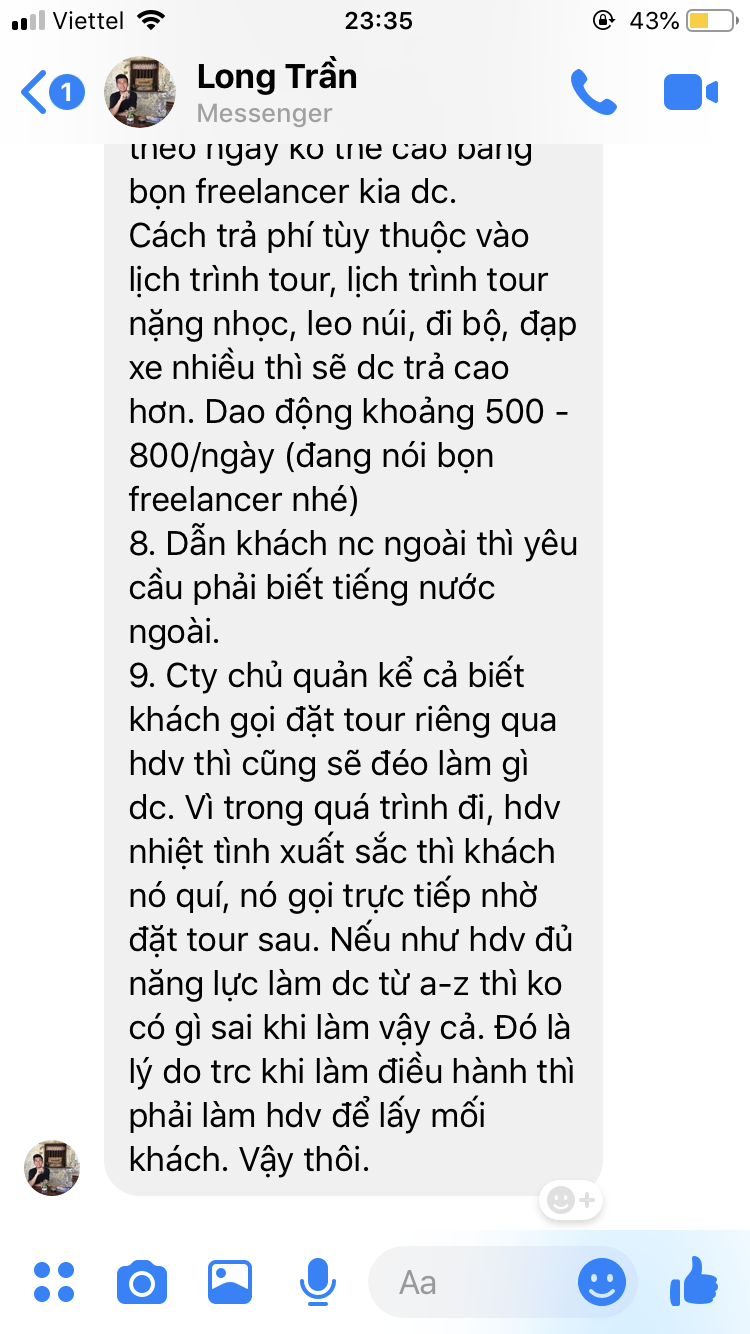 Viettel 23:35 43%
1 Long Trần
Messenger
theo ngày ko thể cao bằng
bọn freelancer kia dc.
Cách trả phí tùy thuộc vào
lịch trình tour, lịch trình tour
nặng nhọc, leo núi, đi bộ, đạp
xe nhiều thì sẽ dc trả cao
hơn. Dao động khoảng 500 -
800/ngày (đang nói bọn
freelancer nhé)
8. Dẫn khách nc ngoài thì yêu
cầu phải biết tiếng nước
ngoài.
9. Cty chủ quản kể cả biết
khách gọi đặt tour riêng qua
hdv thì cũng sẽ đéo làm gì
dc. Vì trong quá trình đi, hdv
nhiệt tình xuất sắc thì khách
nó quí, nó gọi trực tiếp nhờ
đặt tour sau. Nếu như hdv đủ
năng lực làm dc từ a-z thì ko
có gì sai khi làm vậy cả. Đó là
lý do trc khi làm điều hành thì
phải làm hdv để lấy mối
khách. Vậy thôi.
Aa